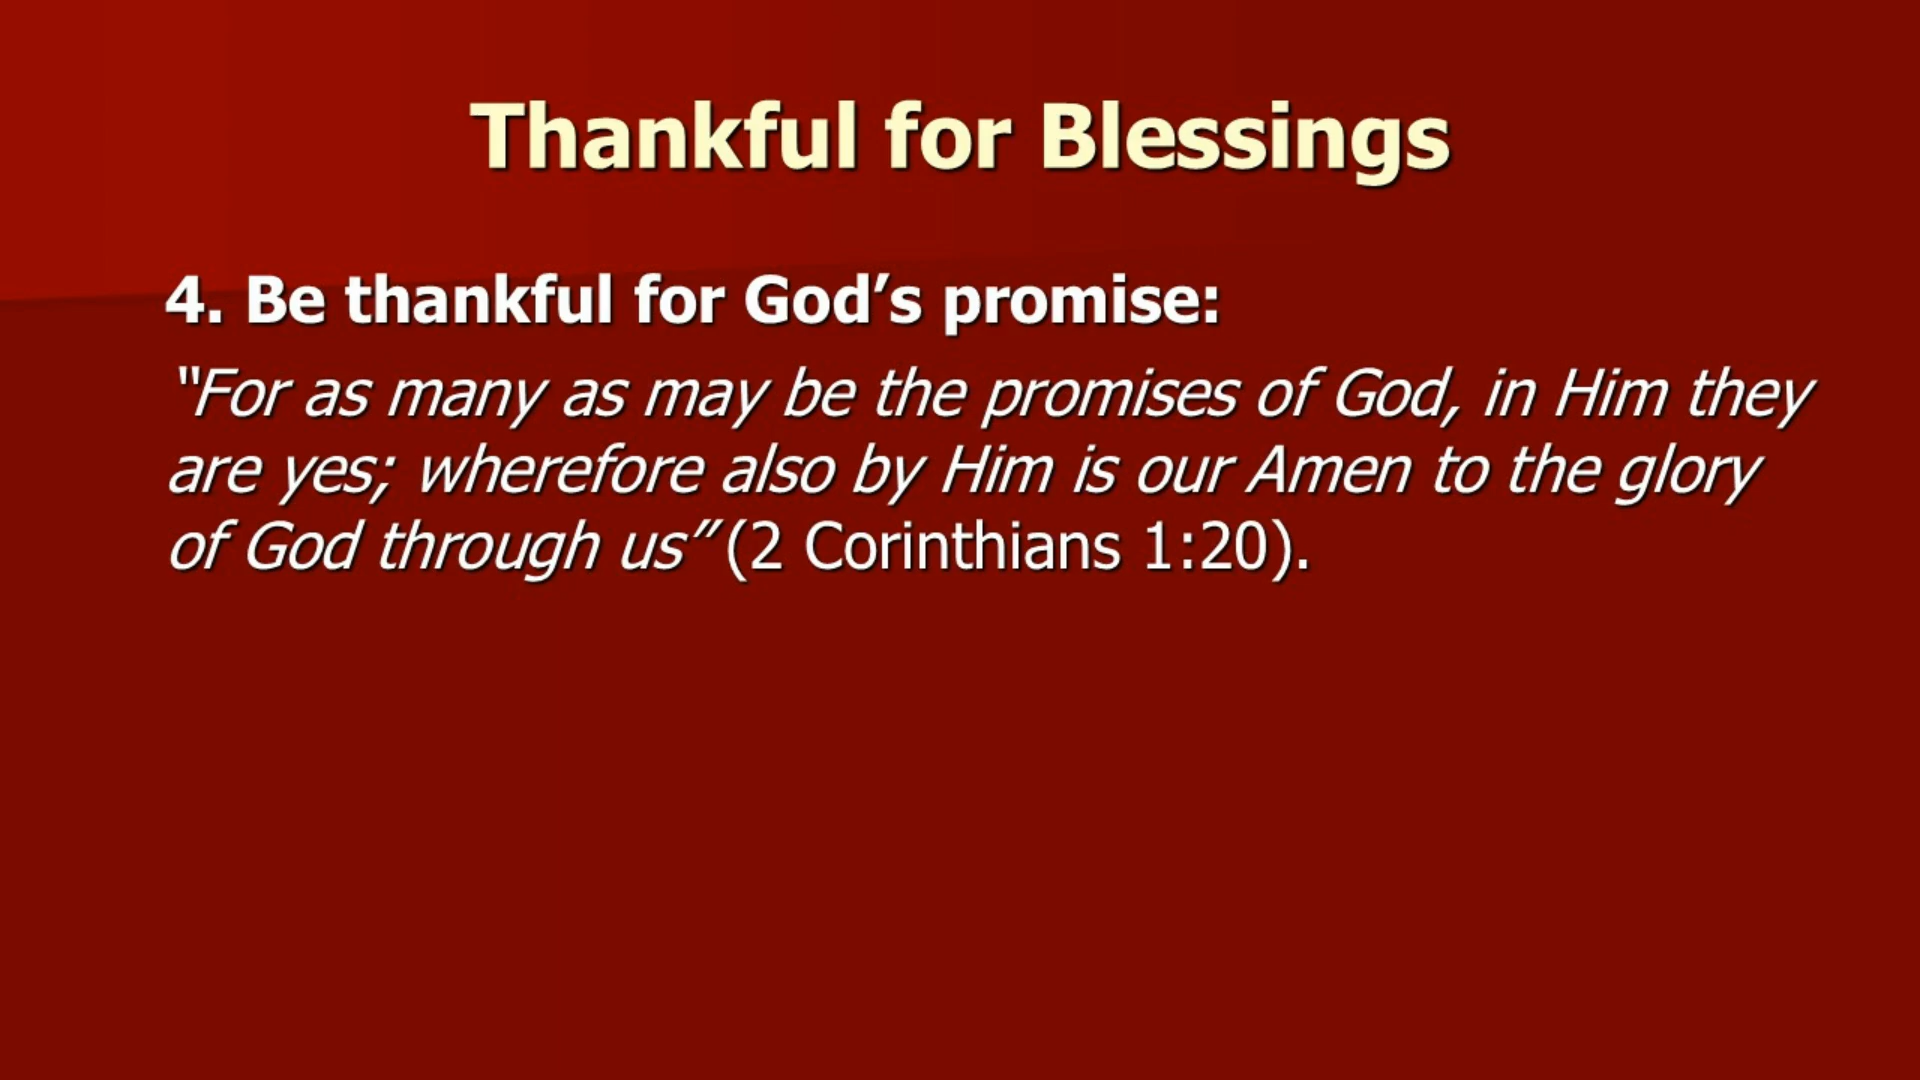 Thankful for Blessings
4. Be thankful for God’s promise:
“For as many as may be the promises of God, in Him they
are yes; wherefore also by Him is our Amen to the glory
of God through us” (2 Corinthians 1:20).